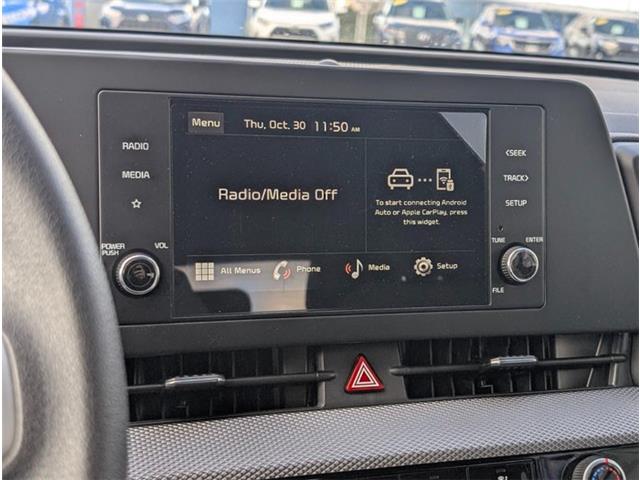 Menu
Thu, Oct. 30 11:50 AM
RADIO
MEDIA
POWER
PUSH
VOL
Radio/Media Off
To start connecting Android
Auto or Apple CarPlay, press
this widget.
All Menus
Phone
Media
Setup
<SEEK
TRACK>
SETUP
TUNE
ENTER
FILE